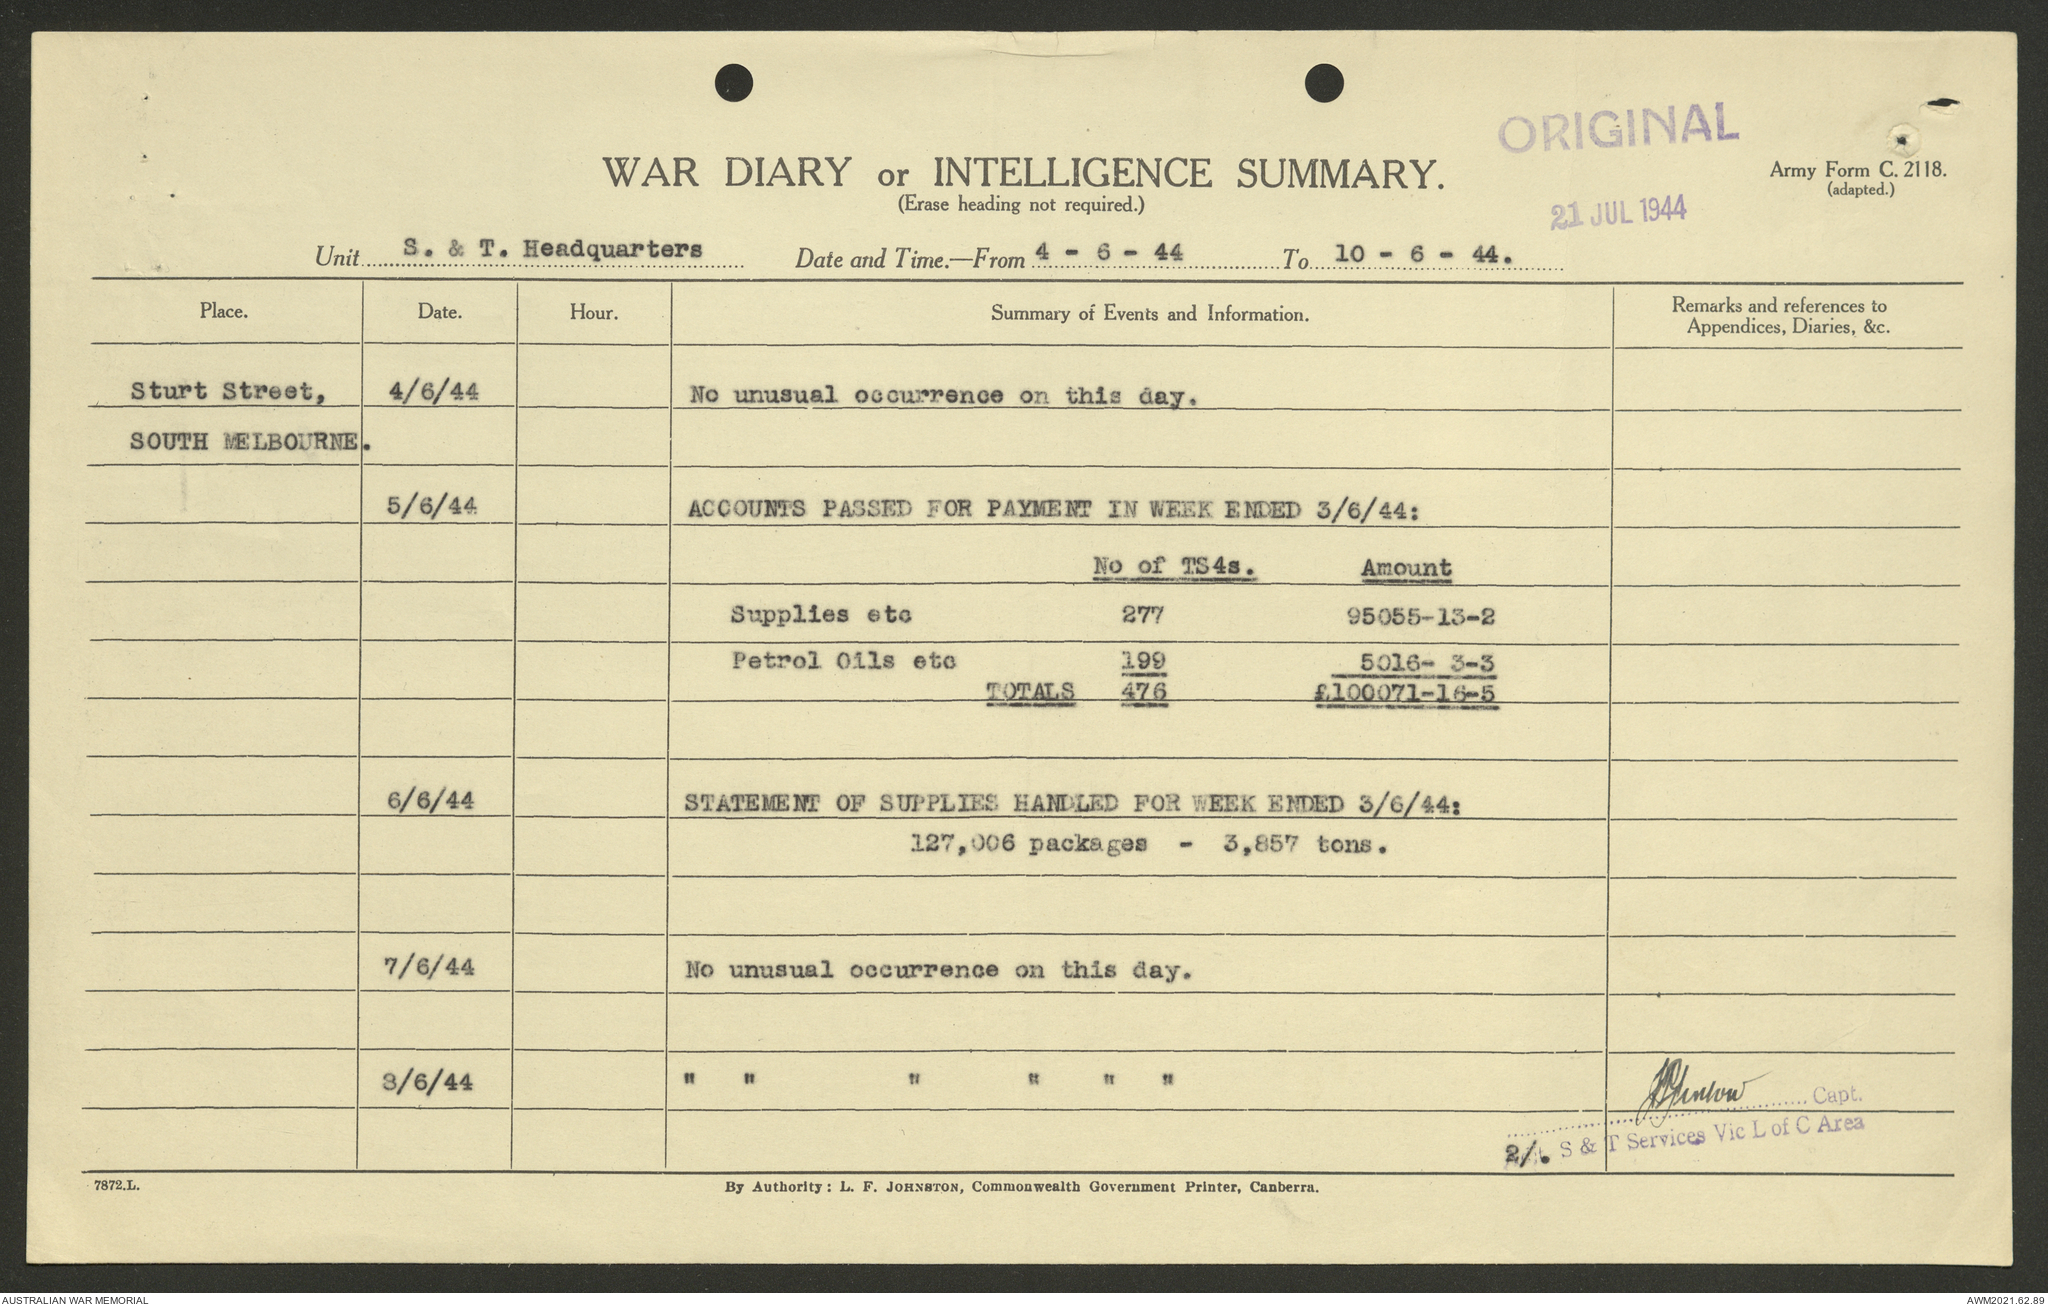 ORIGINAL
WAR DIARY or INTELLIGENCE SUMMARY.
Army Form C. 2118.
(adapted.)
(Erase heading not required.)
21 JUL 1944
Unit S. & T. Headquarters Date and Time.—From 4 - 6 - 44 To 10 - 6 - 44.
Place. Date. Hour. Summary of Events and Information. Remarks and references to
Appendices, Diaries, &c.
Sturt Street, 4/6/44 No unusual occurrence on this day.
SOUTH MELBOURNE.
5/6/44 ACCOUNTS PASSED FOR PAYMENT IN WEEK ENDED 3/6/44:
No of TS4s. Amount
Supplies etc 277 95055-13-2
Petrol Oils etc 199 5016- 3-3
TOTALS 476 £100071-16-5
6/6/44 STATEMENT OF SUPPLIES HANDLED FOR WEEK ENDED 3/6/44:
127,006 packages - 3,857 tons.
7/6/44 No unusual occurrence on this day.
8/6/44 " " " " " "
Capt.
2/. S & T Services Vic L of C Area
7872.L. By Authority: L. F. JOHNSTON, Commonwealth Government Printer, Canberra.
AUSTRALIAN WAR MEMORIAL AWM2021.62.89